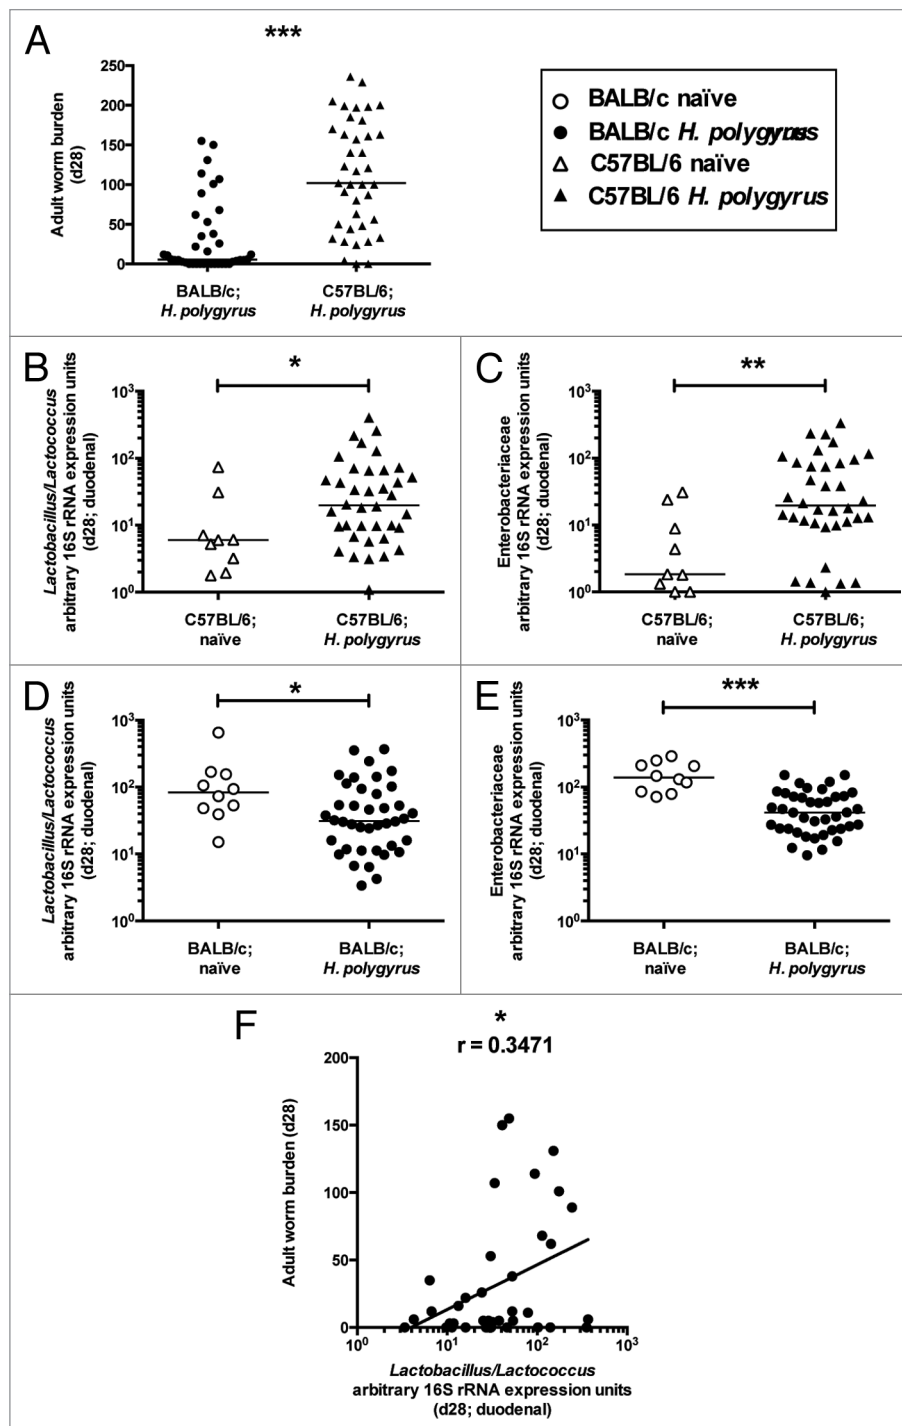 A
***
Adult worm burden
(d28)
250
200
150
100
50
0
BALB/c;
H. polygyrus
C57BL/6;
H. polygyrus
BALB/c naïve
BALB/c H. polygyrus
C57BL/6 naïve
C57BL/6 H. polygyrus
B
*
Lactobacillus/Lactococcus
arbitrary 16S rRNA expression units
(d28; duodenal)
10³
10²
10¹
10⁰
C57BL/6;
naïve
C57BL/6;
H. polygyrus
C
**
Enterobacteriaceae
arbitrary 16S rRNA expression units
(d28; duodenal)
10³
10²
10¹
10⁰
C57BL/6;
naïve
C57BL/6;
H. polygyrus
D
*
Lactobacillus/Lactococcus
arbitrary 16S rRNA expression units
(d28; duodenal)
10³
10²
10¹
10⁰
BALB/c;
naïve
BALB/c;
H. polygyrus
E
***
Enterobacteriaceae
arbitrary 16S rRNA expression units
(d28; duodenal)
10³
10²
10¹
10⁰
BALB/c;
naïve
BALB/c;
H. polygyrus
F
*
r = 0.3471
Adult worm burden (d28)
200
150
100
50
0
10⁰
10¹
10²
10³
Lactobacillus/Lactococcus
arbitrary 16S rRNA expression units
(d28; duodenal)